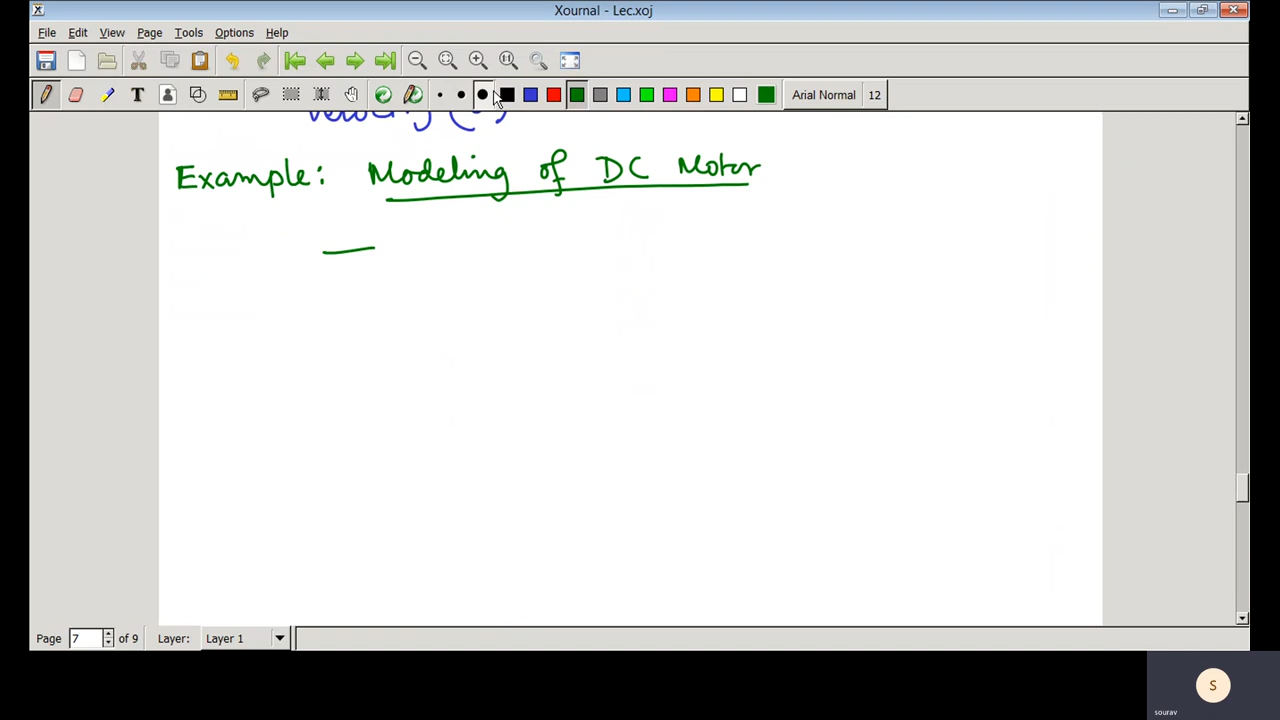 Xournal - Lec.xoj
File Edit View Page Tools Options Help
Arial Normal 12
velocity
Example: Modeling of DC Motor
Page 7 of 9 Layer: Layer 1
S
sourav